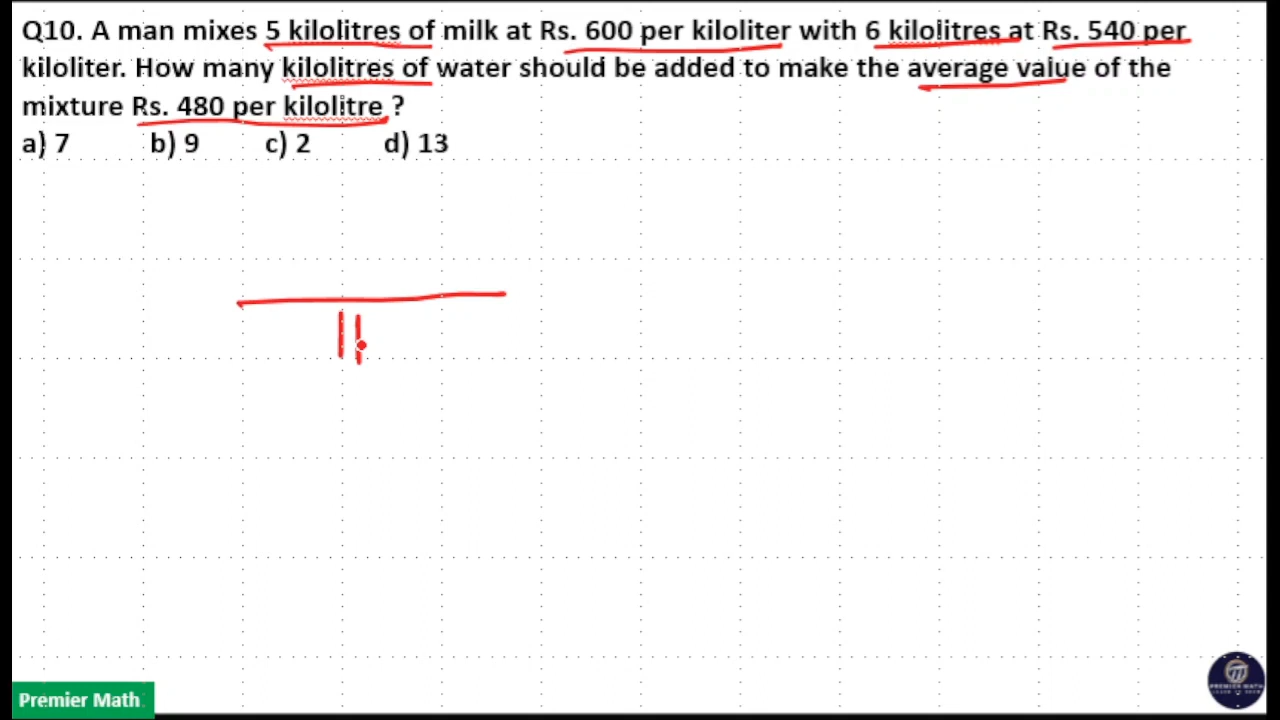 Q10. A man mixes 5 kilolitres of milk at Rs. 600 per kiloliter with 6 kilolitres at Rs. 540 per
kiloliter. How many kilolitres of water should be added to make the average value of the
mixture Rs. 480 per kilolitre ?
a) 7 b) 9 c) 2 d) 13
11
Premier Math